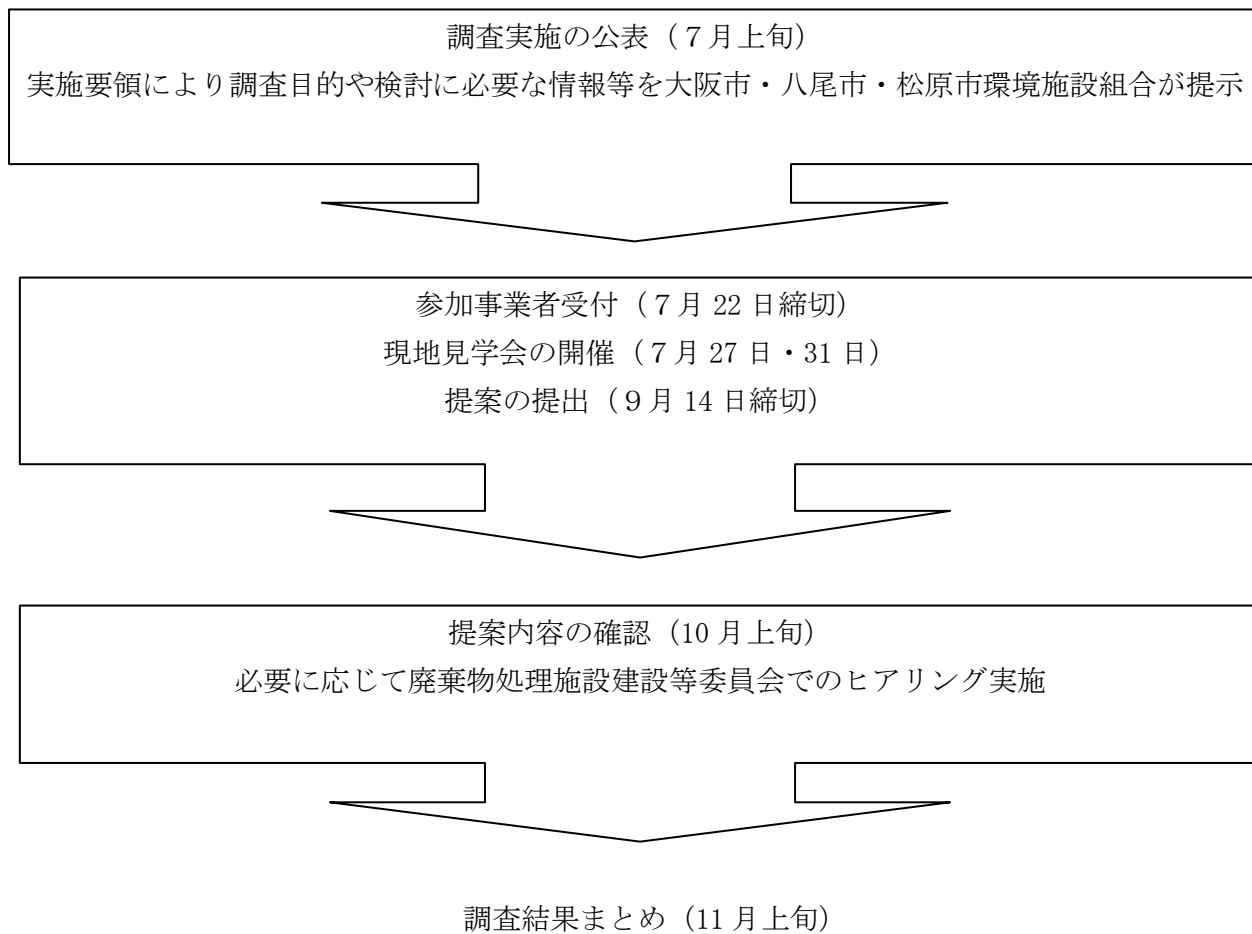 調査実施の公表（７月上旬）
実施要領により調査目的や検討に必要な情報等を大阪市・八尾市・松原市環境施設組合が提示
参加事業者受付（７月 22 日締切）
現地見学会の開催（７月 27 日・31 日）
提案の提出（９月 14 日締切）
提案内容の確認（10 月上旬）
必要に応じて廃棄物処理施設建設等委員会でのヒアリング実施
調査結果まとめ（11 月上旬）